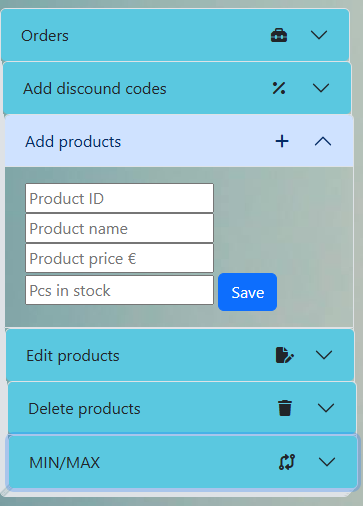 Orders
Add discound codes
Add products
Product ID
Product name
Product price €
Pcs in stock Save
Edit products
Delete products
MIN/MAX